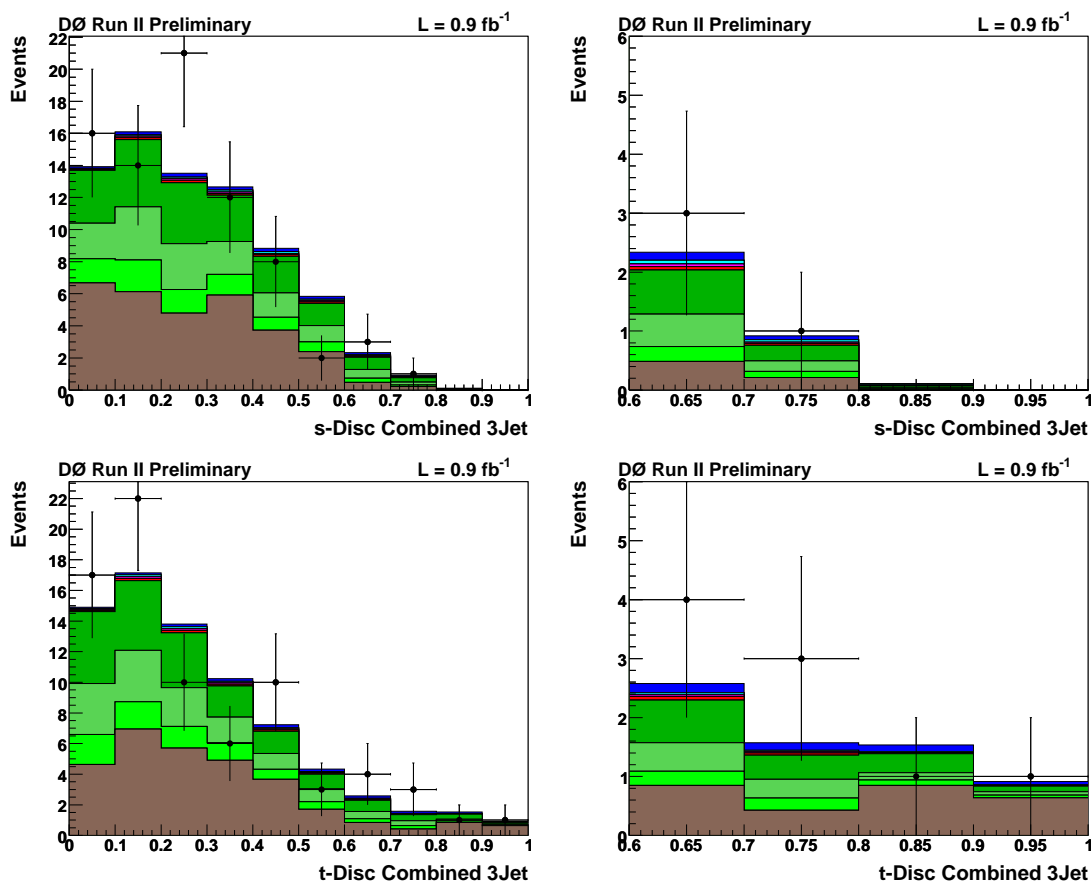 DØ Run II Preliminary L = 0.9 fb-1
Events
22
20
18
16
14
12
10
8
6
4
2
0
0 0.1 0.2 0.3 0.4 0.5 0.6 0.7 0.8 0.9 1
s-Disc Combined 3Jet
DØ Run II Preliminary L = 0.9 fb-1
Events
6
5
4
3
2
1
0
0.6 0.65 0.7 0.75 0.8 0.85 0.9 0.95 1
s-Disc Combined 3Jet
DØ Run II Preliminary L = 0.9 fb-1
Events
22
20
18
16
14
12
10
8
6
4
2
0
0 0.1 0.2 0.3 0.4 0.5 0.6 0.7 0.8 0.9 1
t-Disc Combined 3Jet
DØ Run II Preliminary L = 0.9 fb-1
Events
6
5
4
3
2
1
0
0.6 0.65 0.7 0.75 0.8 0.85 0.9 0.95 1
t-Disc Combined 3Jet